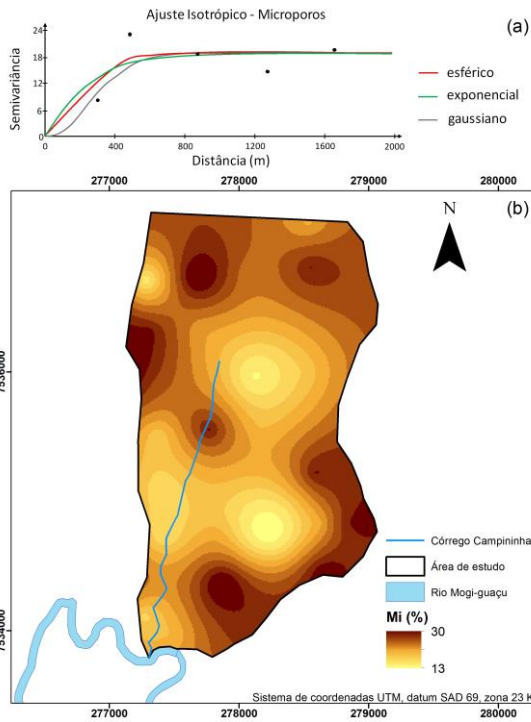 Ajuste Isotrópico - Microporos
(a)
Semivariância
24
18
12
6
0
0
400
800
1200
1600
2000
Distância (m)
esférico
exponencial
gaussiano
277000
278000
279000
280000
(b)
N
7536000
7534000
Córrego Campininha
Área de estudo
Rio Mogi-guaçu
Mi (%)
30
13
Sistema de coordenadas UTM, datum SAD 69, zona 23 K
277000
278000
279000
280000